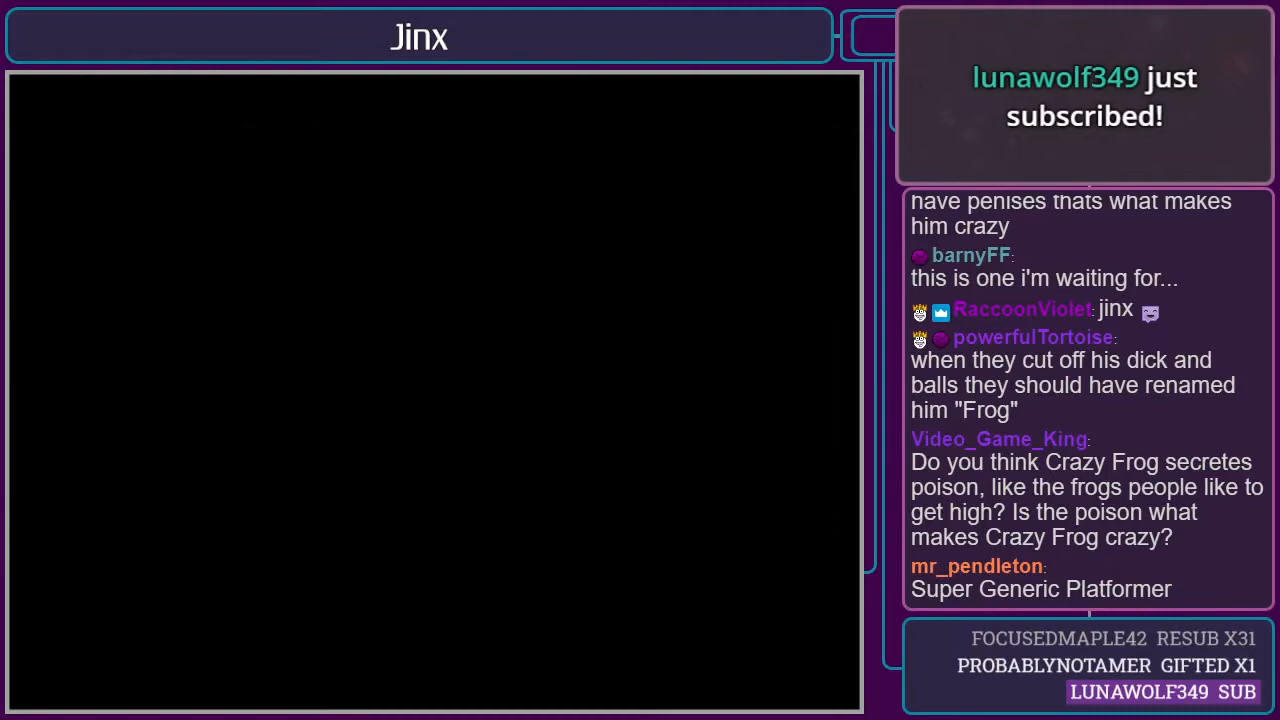 Jinx
lunawolf349 just
subscribed!
have penises thats what makes
him crazy
barnyFF:
this is one i'm waiting for...
RaccoonViolet: jinx
powerfulTortoise:
when they cut off his dick and
balls they should have renamed
him "Frog"
Video_Game_King:
Do you think Crazy Frog secretes
poison, like the frogs people like to
get high? Is the poison what
makes Crazy Frog crazy?
mr_pendleton:
Super Generic Platformer
FOCUSEDMAPLE42 RESUB X31
PROBABLYNOTAMER GIFTED X1
LUNAWOLF349 SUB